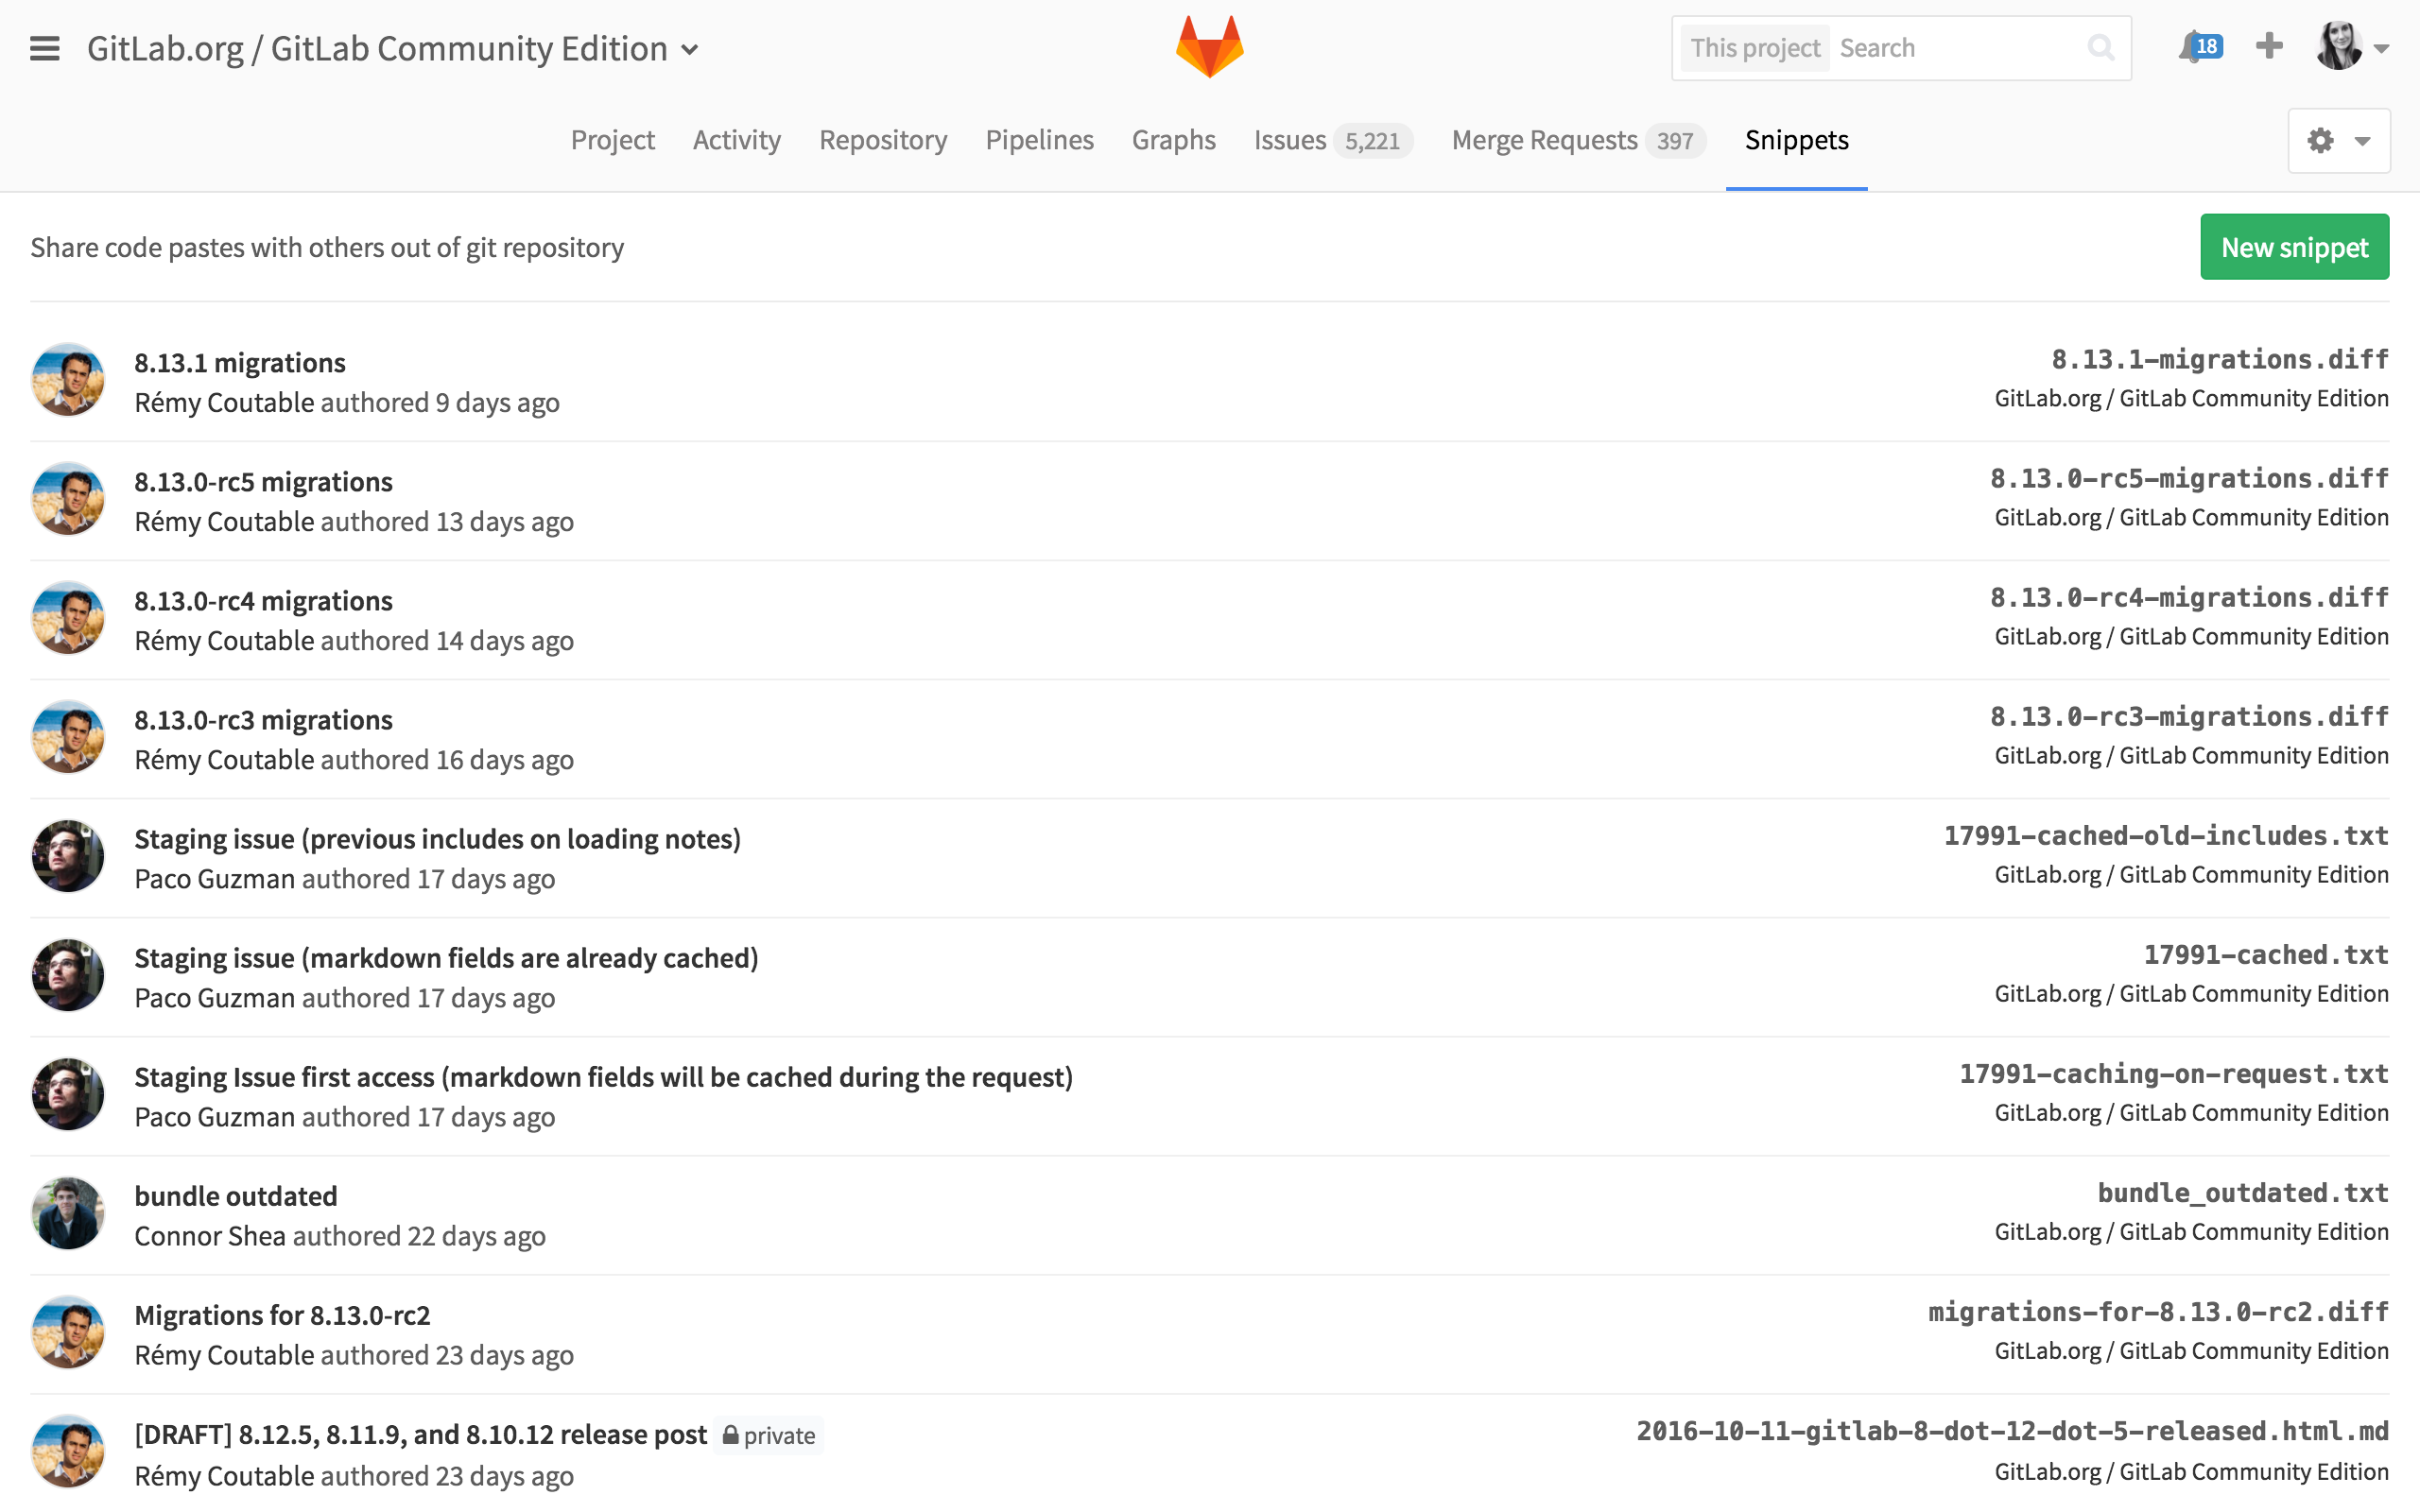 GitLab.org / GitLab Community Edition
This project Search
18
Project Activity Repository Pipelines Graphs Issues 5,221 Merge Requests 397 Snippets
Share code pastes with others out of git repository
New snippet
8.13.1 migrations
8.13.1-migrations.diff
Rémy Coutable authored 9 days ago
GitLab.org / GitLab Community Edition
8.13.0-rc5 migrations
8.13.0-rc5-migrations.diff
Rémy Coutable authored 13 days ago
GitLab.org / GitLab Community Edition
8.13.0-rc4 migrations
8.13.0-rc4-migrations.diff
Rémy Coutable authored 14 days ago
GitLab.org / GitLab Community Edition
8.13.0-rc3 migrations
8.13.0-rc3-migrations.diff
Rémy Coutable authored 16 days ago
GitLab.org / GitLab Community Edition
Staging issue (previous includes on loading notes)
17991-cached-old-includes.txt
Paco Guzman authored 17 days ago
GitLab.org / GitLab Community Edition
Staging issue (markdown fields are already cached)
17991-cached.txt
Paco Guzman authored 17 days ago
GitLab.org / GitLab Community Edition
Staging Issue first access (markdown fields will be cached during the request)
17991-caching-on-request.txt
Paco Guzman authored 17 days ago
GitLab.org / GitLab Community Edition
bundle outdated
bundle_outdated.txt
Connor Shea authored 22 days ago
GitLab.org / GitLab Community Edition
Migrations for 8.13.0-rc2
migrations-for-8.13.0-rc2.diff
Rémy Coutable authored 23 days ago
GitLab.org / GitLab Community Edition
[DRAFT] 8.12.5, 8.11.9, and 8.10.12 release post private
2016-10-11-gitlab-8-dot-12-dot-5-released.html.md
Rémy Coutable authored 23 days ago
GitLab.org / GitLab Community Edition